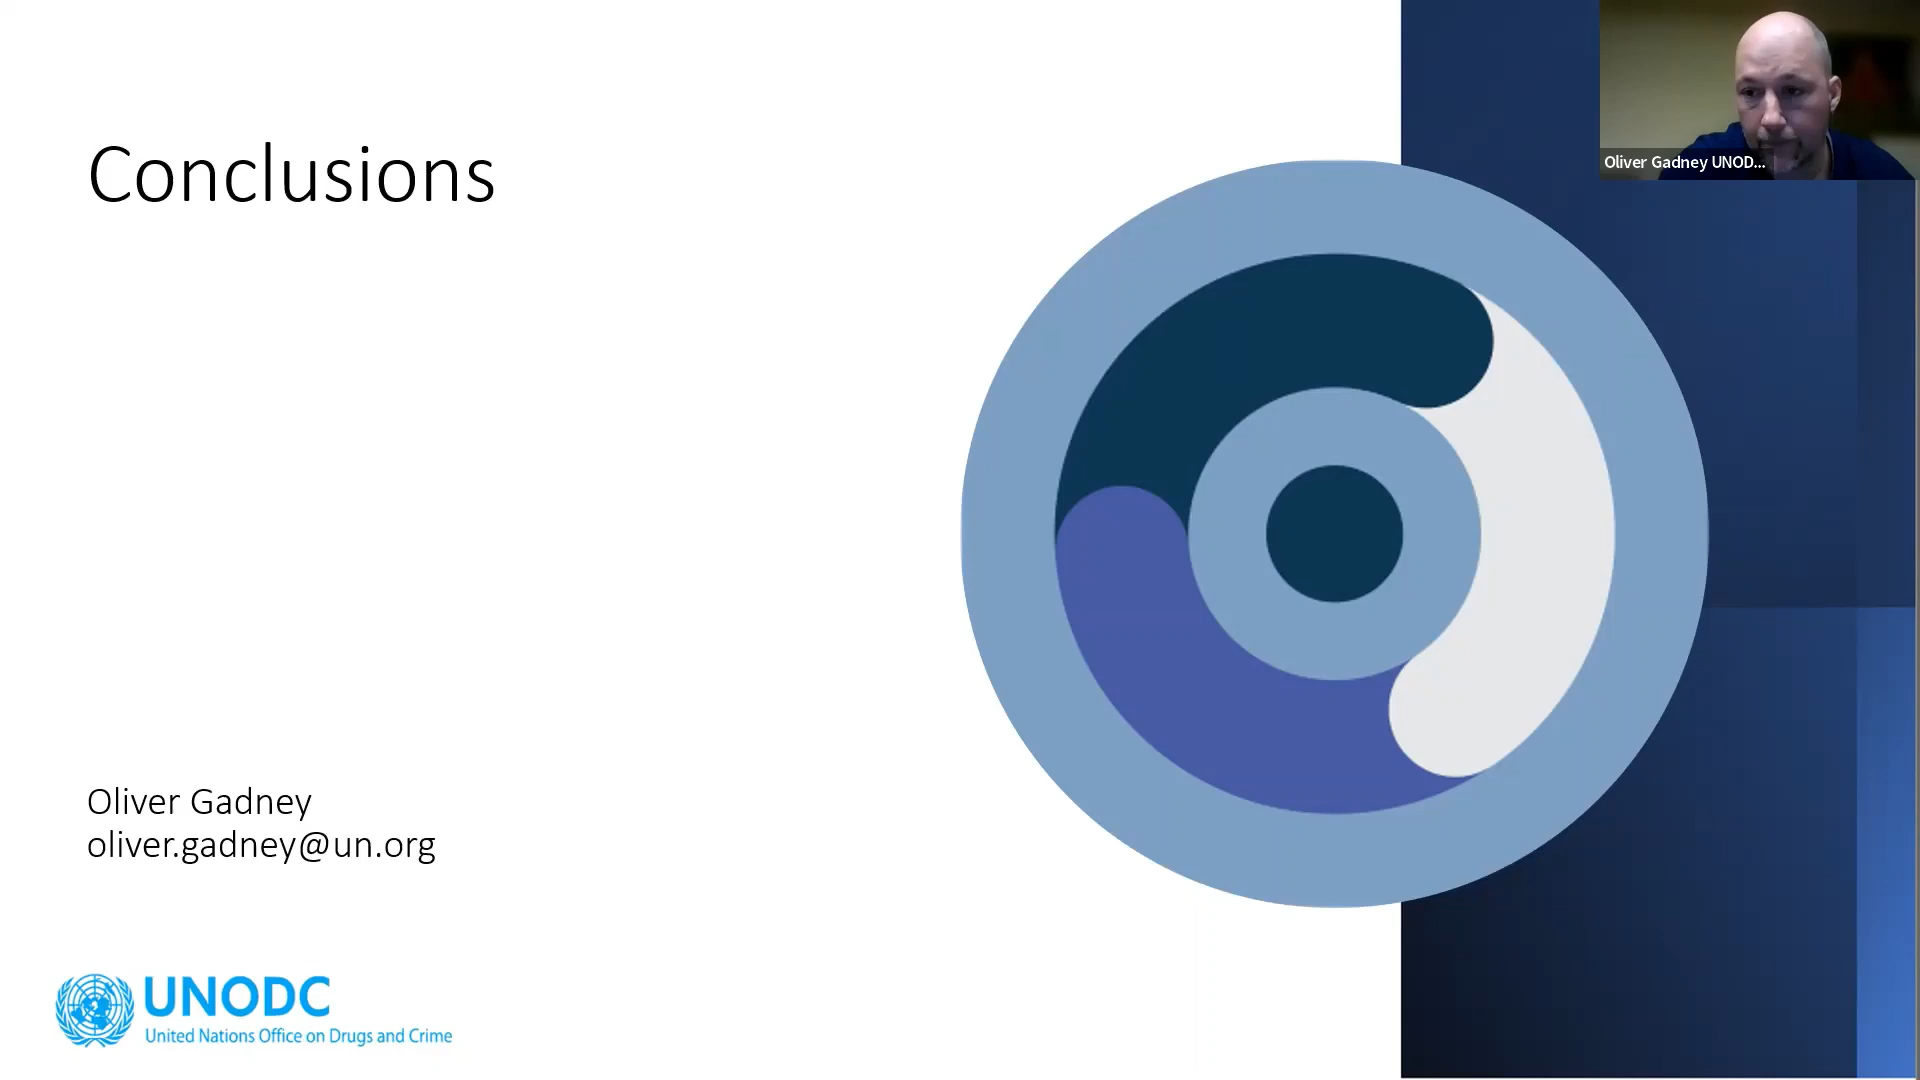 Conclusions
Oliver Gadney UNOD...
Oliver Gadney
oliver.gadney@un.org
UNODC
United Nations Office on Drugs and Crime